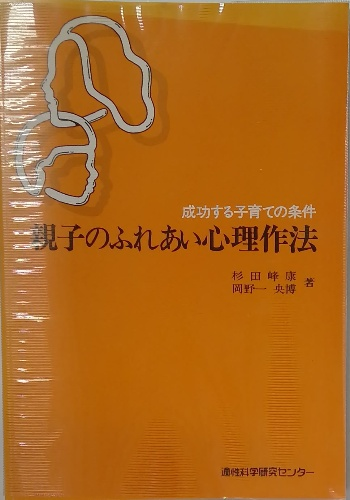 成功する子育ての条件
親子のふれあい心理作法
杉田峰康
岡野一央博
著
適性科学研究センター